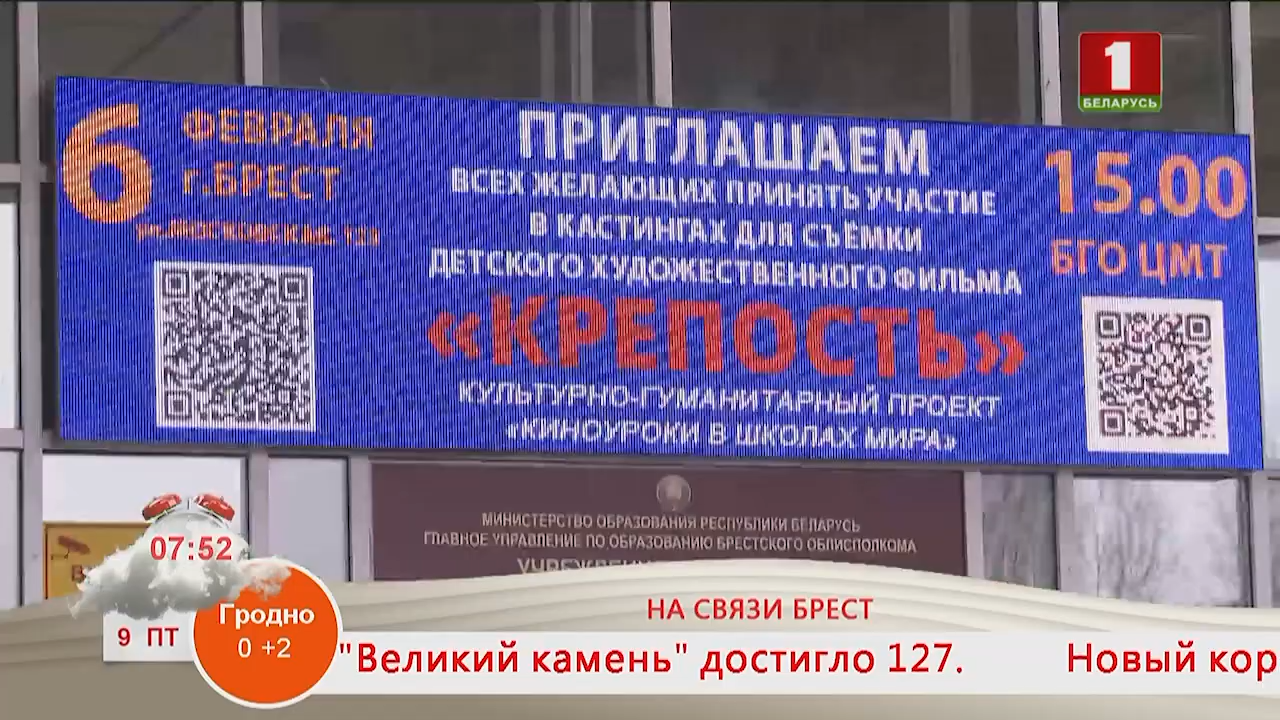 1
БЕЛАРУСЬ
6 ФЕВРАЛЯ
г.БРЕСТ
ул.МОСКОВСКАЯ,
ПРИГЛАШАЕМ
ВСЕХ ЖЕЛАЮЩИХ ПРИНЯТЬ УЧАСТИЕ
В КАСТИНГАХ ДЛЯ СЪЁМКИ
ДЕТСКОГО ХУДОЖЕСТВЕННОГО ФИЛЬМА
«КРЕПОСТЬ»
КУЛЬТУРНО-ГУМАНИТАРНЫЙ ПРОЕКТ
«КИНОУРОКИ В ШКОЛАХ МИРА»
15.00
БГО ЦМТ
МИНИСТЕРСТВО ОБРАЗОВАНИЯ РЕСПУБЛИКИ БЕЛАРУСЬ
ГЛАВНОЕ УПРАВЛЕНИЕ ПО ОБРАЗОВАНИЮ БРЕСТСКОГО ОБЛИСПОЛКОМА
07:52
9 ПТ
Гродно
0 +2
НА СВЯЗИ БРЕСТ
"Великий камень" достигло 127. Новый кор